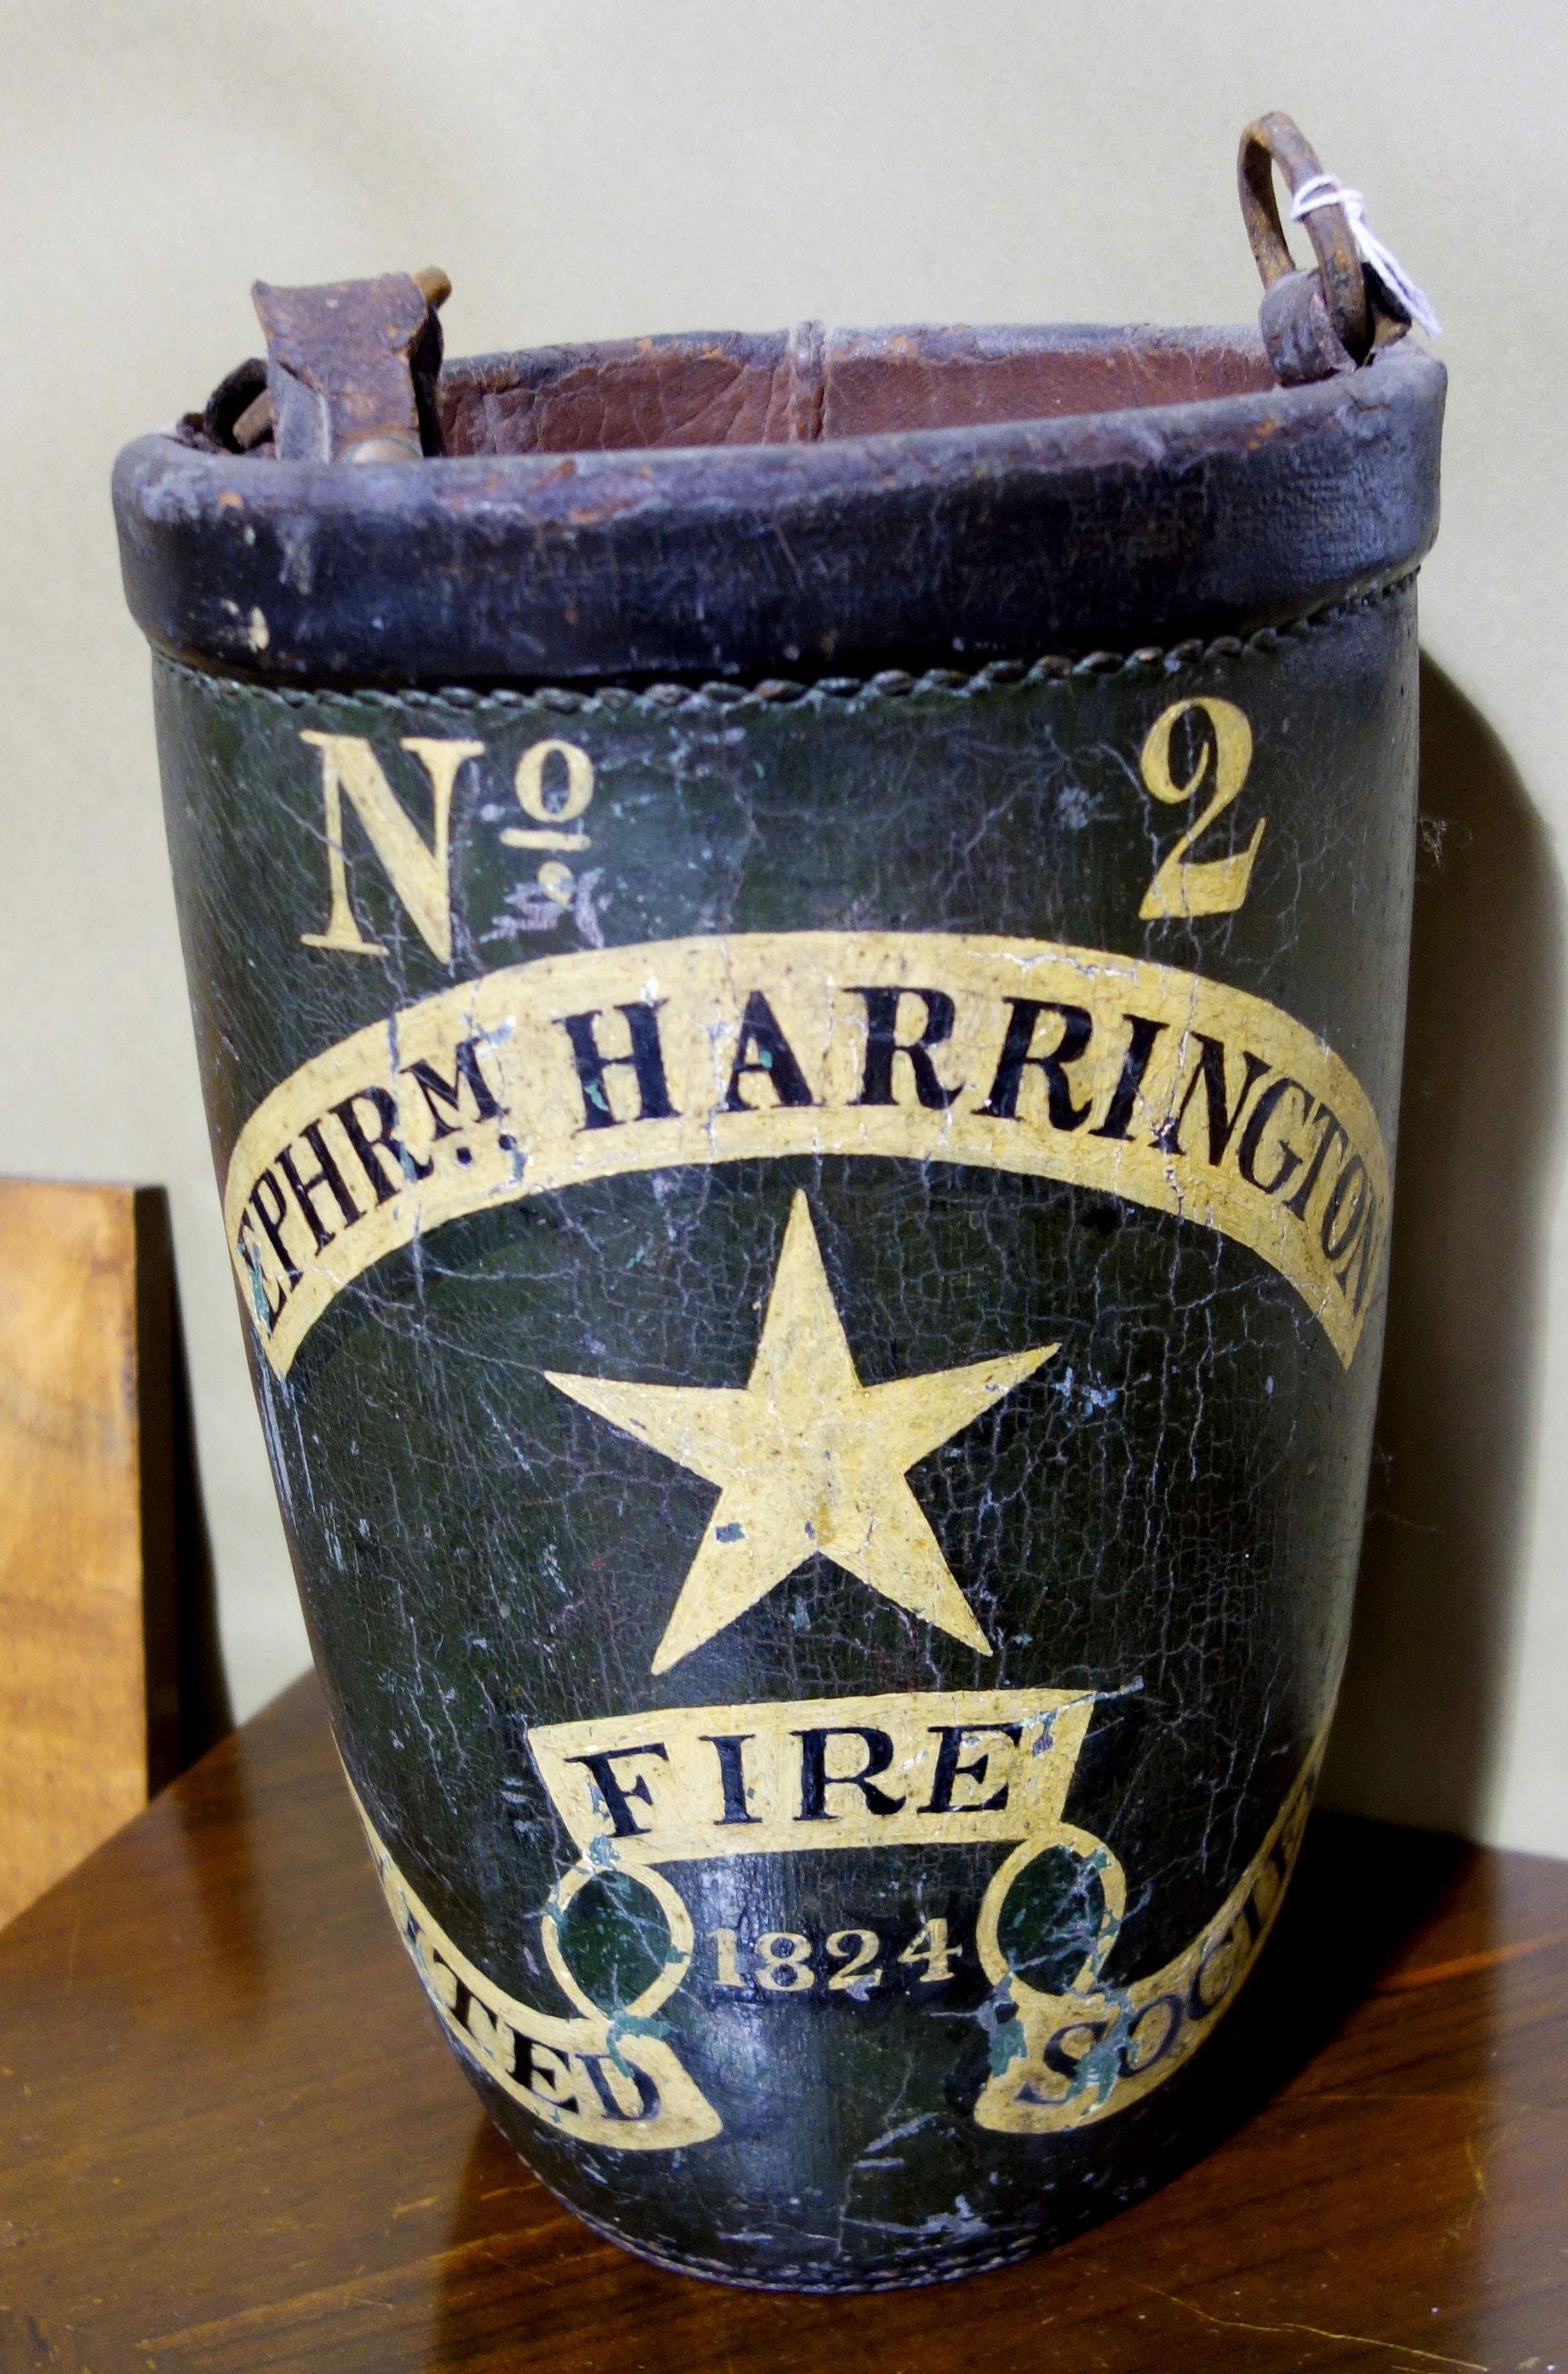 Nº 2
EPHRM HARRINGTON
FIRE
1824